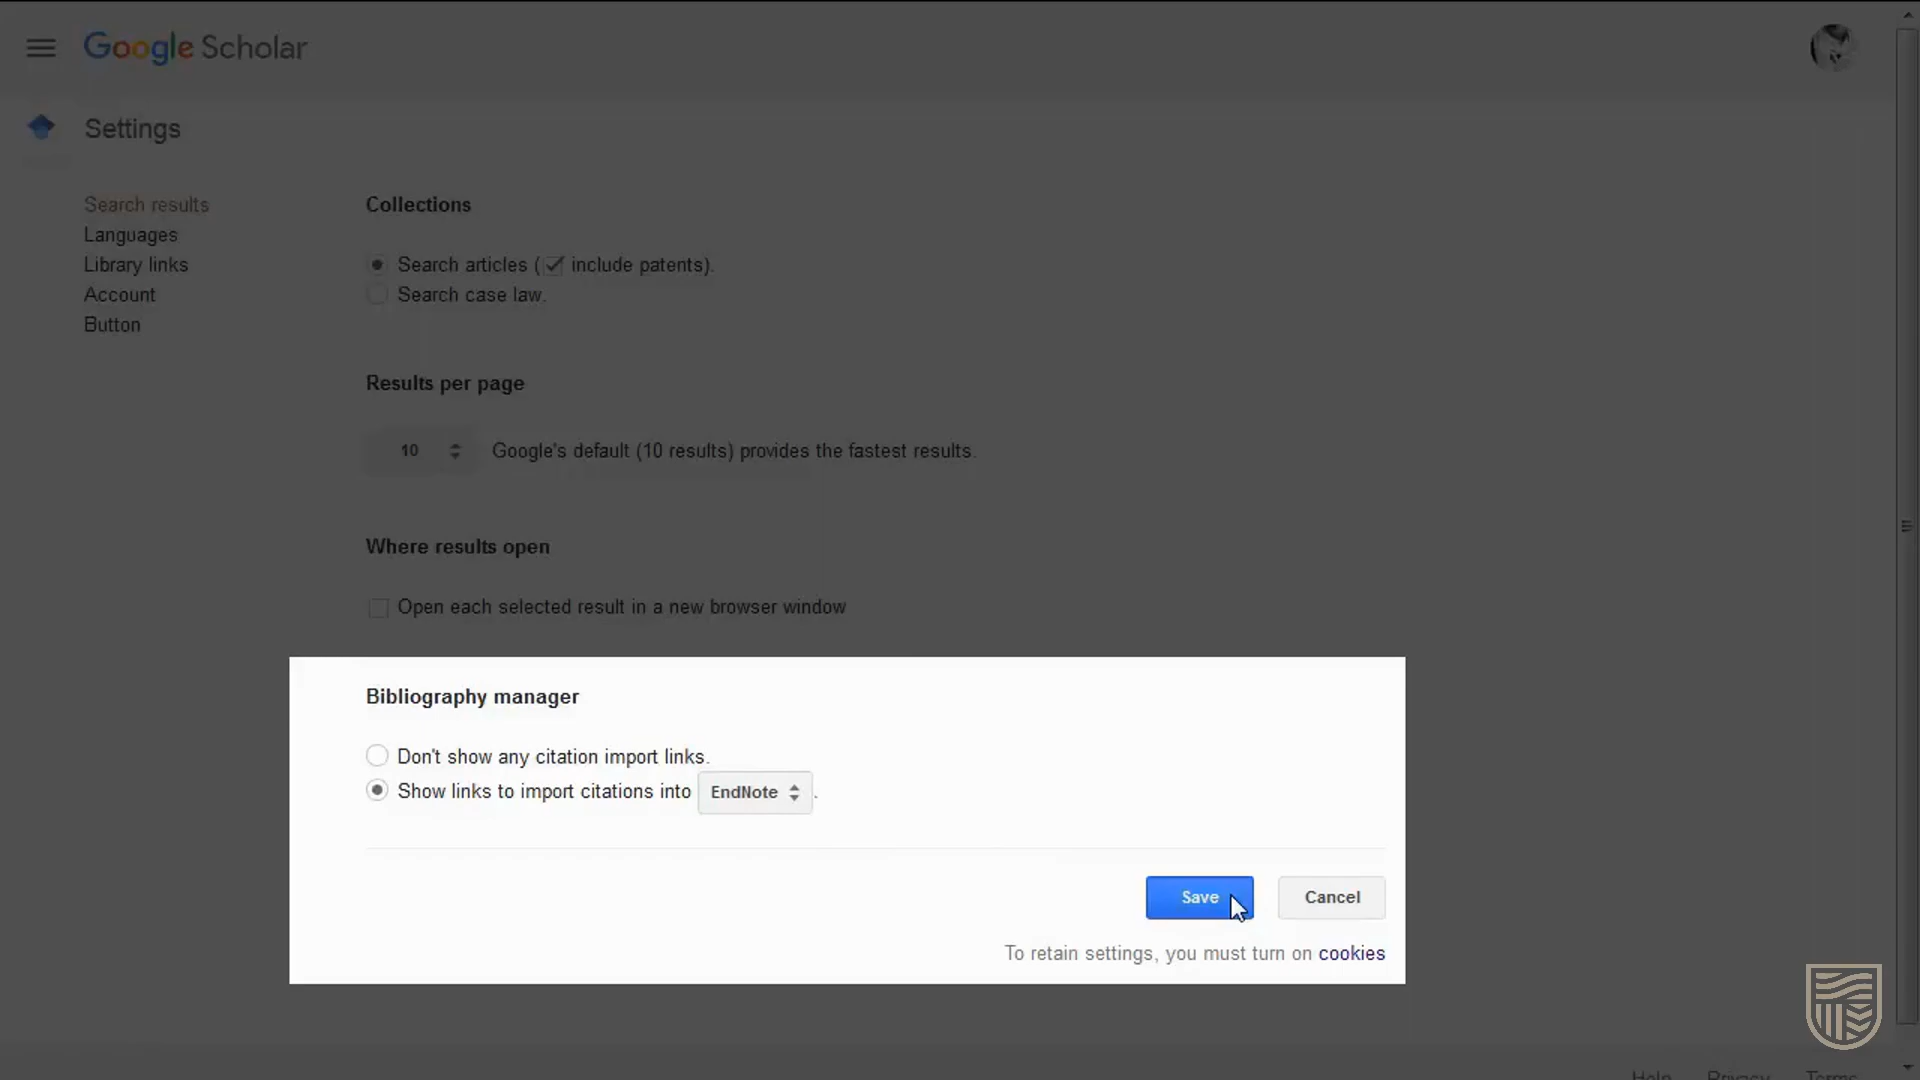 Google Scholar
Settings
Search results
Languages
Library links
Account
Button
Collections
Search articles (include patents).
Search case law.
Results per page
10 Google's default (10 results) provides the fastest results.
Where results open
Open each selected result in a new browser window
Bibliography manager
Don't show any citation import links.
Show links to import citations into EndNote .
Save Cancel
To retain settings, you must turn on cookies
Help Privacy Terms